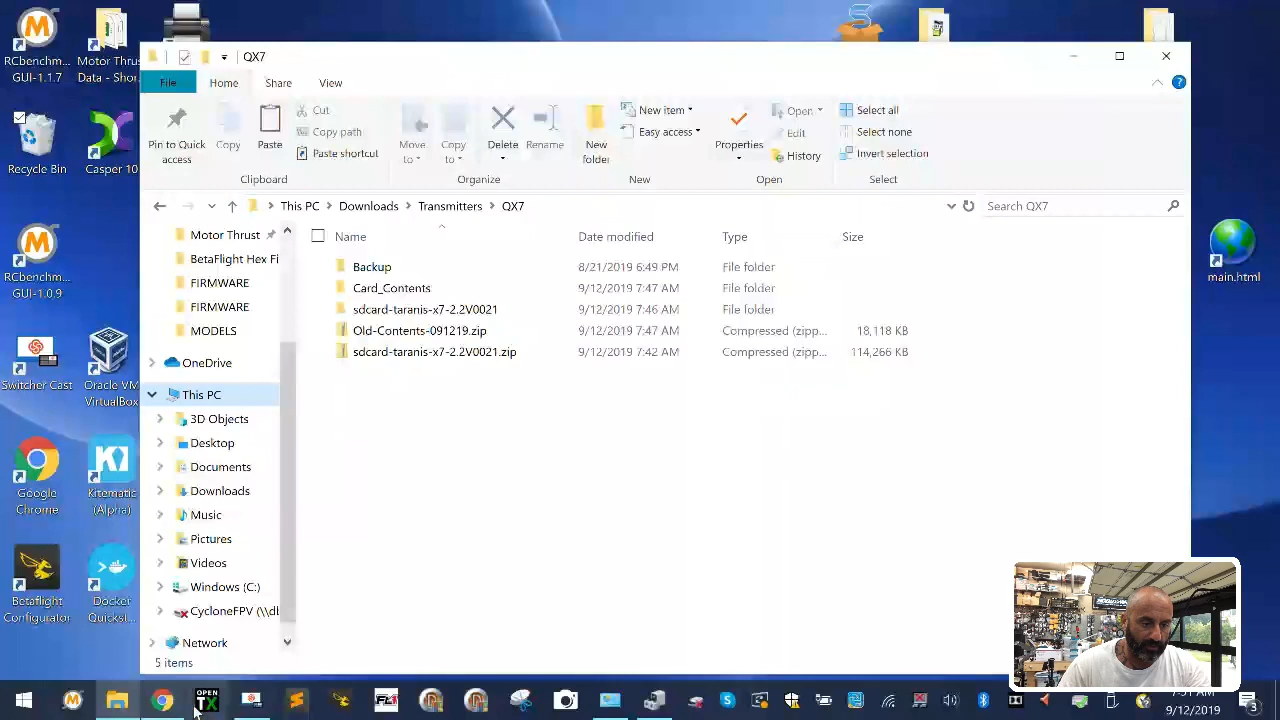 RCbenchm...
GUI-1.1.7
Motor Thrus
Data - Shor...
Recycle Bin
Casper 10
RCbenchm...
GUI-1.0.9
Switcher Cast
Oracle VM
VirtualBox
Google
Chrome
Kitematic
(Alpha)
Betaflight
Configurator
Docker
Quickst...
main.html
QX7
File
Home
Share
View
Pin to Quick
access
Copy
Paste
Cut
Copy path
Paste shortcut
Move
to
Copy
to
Delete
Rename
New
folder
New item
Easy access
Properties
Open
Edit
History
Select all
Select none
Invert selection
Clipboard
Organize
New
Open
Select
This PC
Downloads
Transmitters
QX7
Search QX7
Motor Thrust
BetaFlight Hex Fi
FIRMWARE
FIRMWARE
MODELS
OneDrive
This PC
3D Objects
Desktop
Documents
Downloads
Music
Pictures
Videos
Windows (C:)
CycloneFPV (\\dl
Network
Name
Date modified
Type
Size
Backup 8/21/2019 6:49 PM File folder
Card_Contents 9/12/2019 7:47 AM File folder
sdcard-taranis-x7-2.2V0021 9/12/2019 7:46 AM File folder
Old-Contents-091219.zip 9/12/2019 7:47 AM Compressed (zipp... 18,118 KB
sdcard-taranis-x7-2.2V0021.zip 9/12/2019 7:42 AM Compressed (zipp... 114,266 KB
5 items
OPEN
TX
7:51 AM
9/12/2019
3